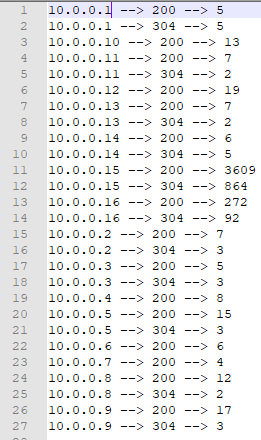 1 10.0.0.1 --> 200 --> 5
2 10.0.0.1 --> 304 --> 5
3 10.0.0.10 --> 200 --> 13
4 10.0.0.11 --> 200 --> 7
5 10.0.0.11 --> 304 --> 2
6 10.0.0.12 --> 200 --> 19
7 10.0.0.13 --> 200 --> 7
8 10.0.0.13 --> 304 --> 2
9 10.0.0.14 --> 200 --> 6
10 10.0.0.14 --> 304 --> 5
11 10.0.0.15 --> 200 --> 3609
12 10.0.0.15 --> 304 --> 864
13 10.0.0.16 --> 200 --> 272
14 10.0.0.16 --> 304 --> 92
15 10.0.0.2 --> 200 --> 7
16 10.0.0.2 --> 304 --> 3
17 10.0.0.3 --> 200 --> 5
18 10.0.0.3 --> 304 --> 3
19 10.0.0.4 --> 200 --> 8
20 10.0.0.5 --> 200 --> 15
21 10.0.0.5 --> 304 --> 3
22 10.0.0.6 --> 200 --> 6
23 10.0.0.7 --> 200 --> 4
24 10.0.0.8 --> 200 --> 12
25 10.0.0.8 --> 304 --> 2
26 10.0.0.9 --> 200 --> 17
27 10.0.0.9 --> 304 --> 3